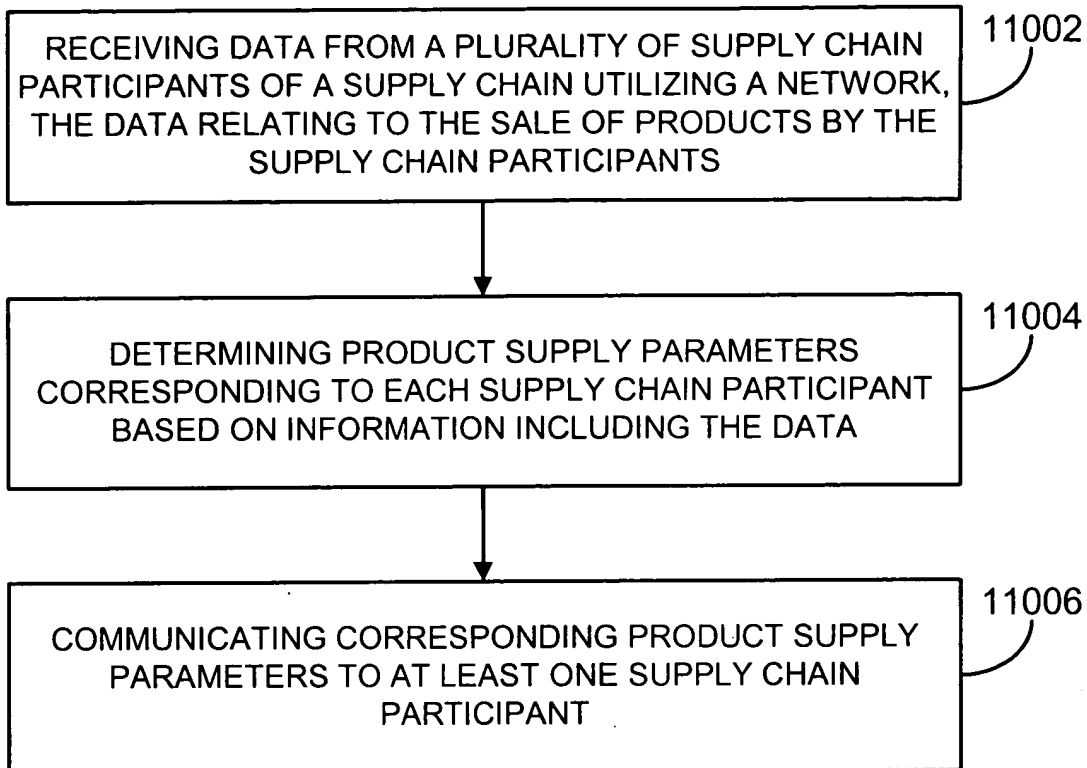 RECEIVING DATA FROM A PLURALITY OF SUPPLY CHAIN
PARTICIPANTS OF A SUPPLY CHAIN UTILIZING A NETWORK,
THE DATA RELATING TO THE SALE OF PRODUCTS BY THE
SUPPLY CHAIN PARTICIPANTS
11002
DETERMINING PRODUCT SUPPLY PARAMETERS
CORRESPONDING TO EACH SUPPLY CHAIN PARTICIPANT
BASED ON INFORMATION INCLUDING THE DATA
11004
COMMUNICATING CORRESPONDING PRODUCT SUPPLY
PARAMETERS TO AT LEAST ONE SUPPLY CHAIN
PARTICIPANT
11006